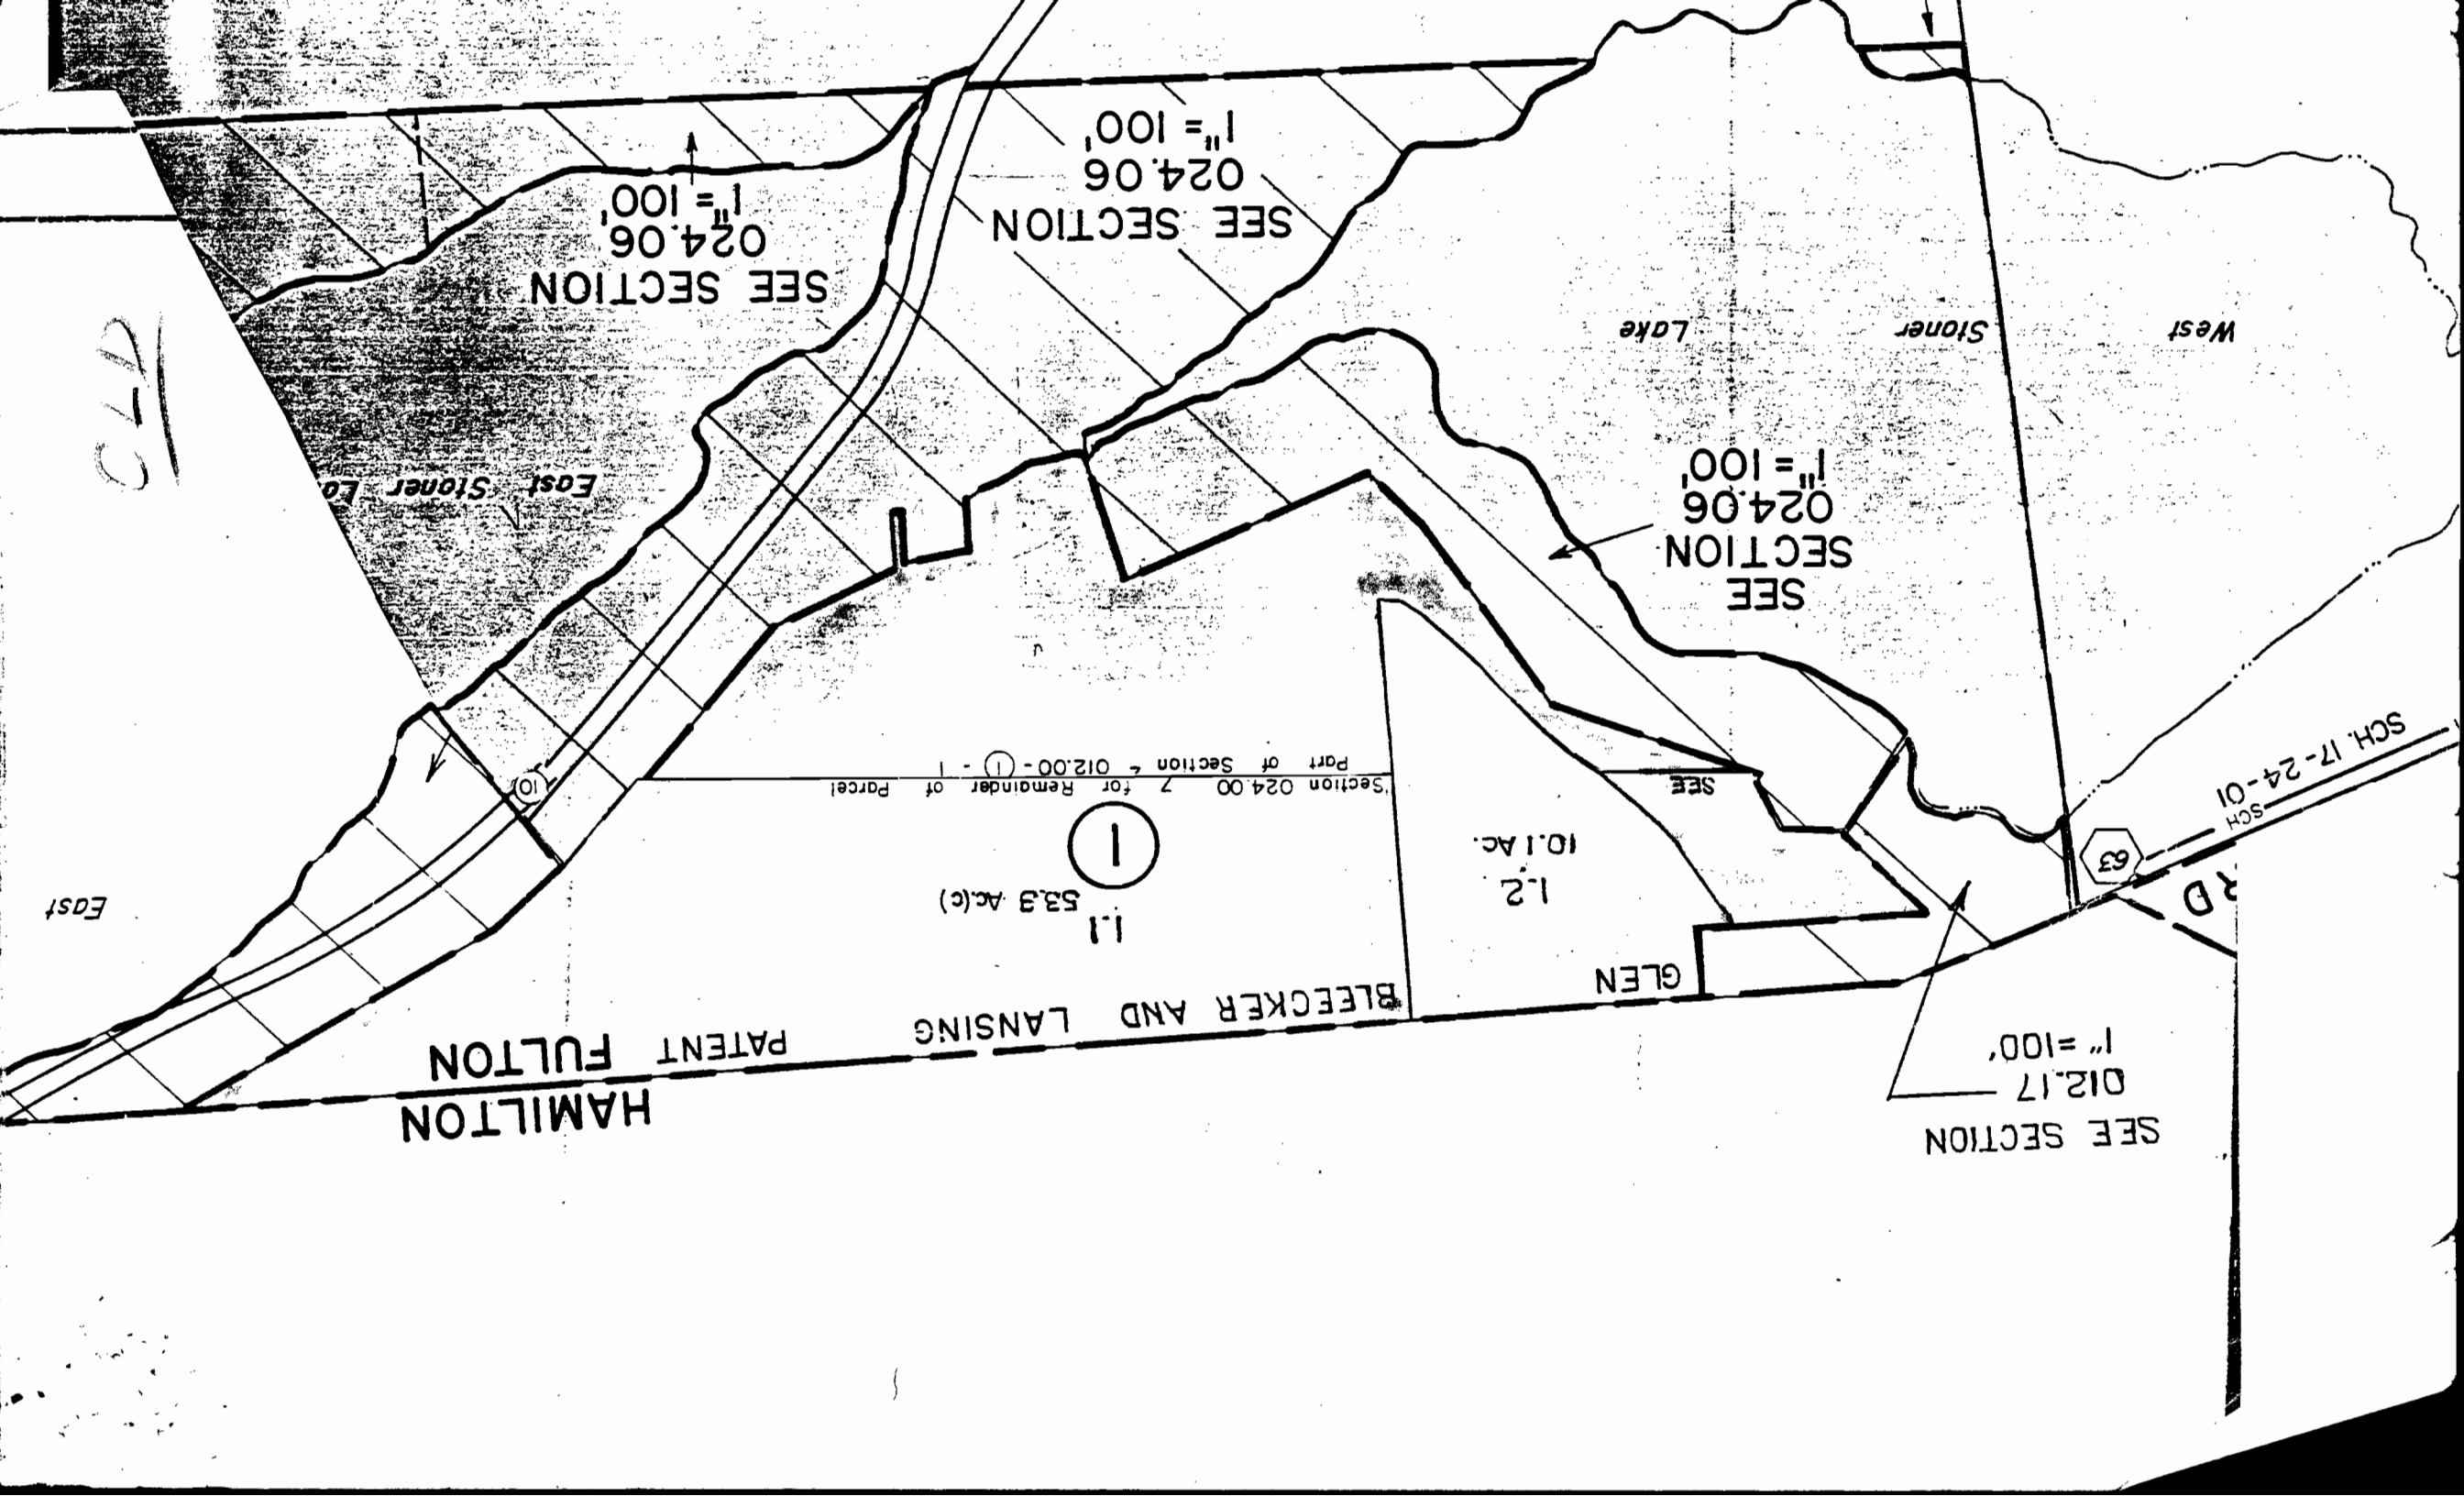 SEE SECTION
012.17
1" = 100'
HAMILTON
FULTON
PATENT
BLEECKER AND LANSING
GLEN
RD
63
SCH
SCH. 17-24-01
East
1.1
53.3 Ac.(c)
1
1.2
10.1 Ac.
SEE
Section 024.00 for Remainder of Parcel
Part of Section 012.00 - 1 - 1
10
SEE
SECTION
024.06
1" = 100'
East Stoner La
West Stoner Lake
SEE SECTION
024.06
1" = 100'
SEE SECTION
024.06
1" = 100'